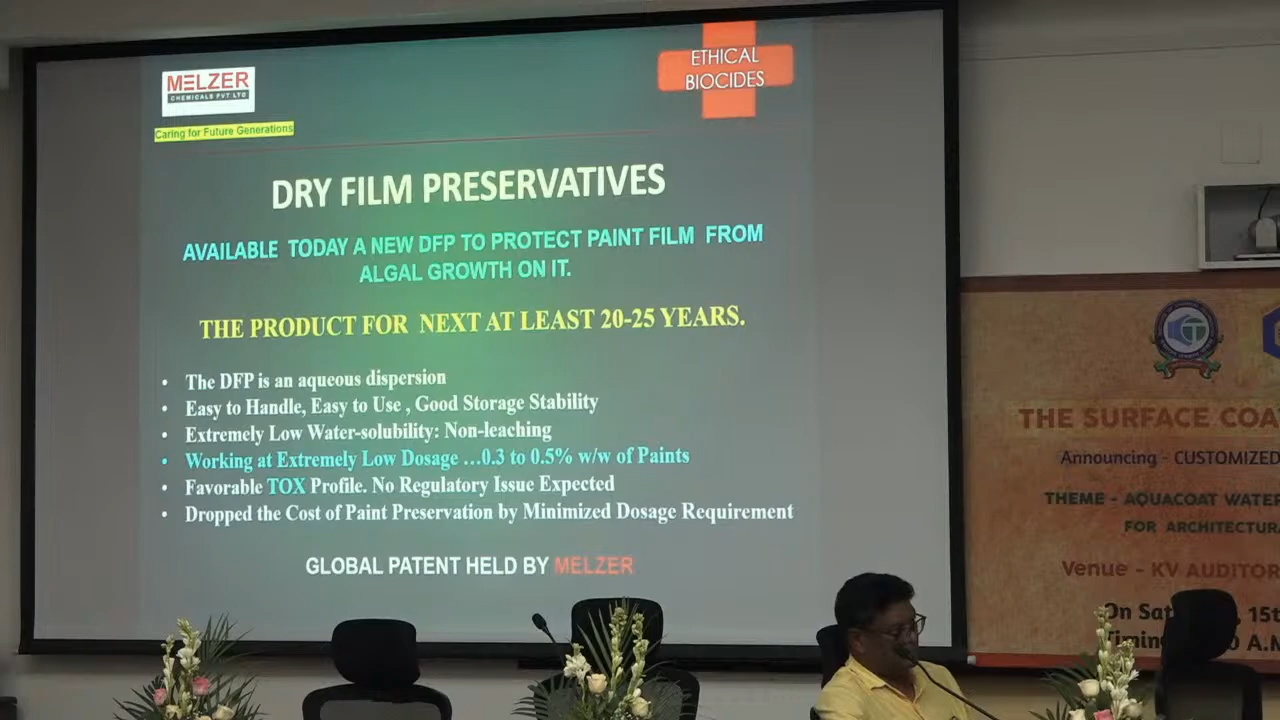 MELZER
CHEMICALS PVT LTD
Caring for Future Generations
ETHICAL
BIOCIDES
DRY FILM PRESERVATIVES
AVAILABLE TODAY A NEW DFP TO PROTECT PAINT FILM FROM
ALGAL GROWTH ON IT.
THE PRODUCT FOR NEXT AT LEAST 20-25 YEARS.
• The DFP is an aqueous dispersion
• Easy to Handle, Easy to Use , Good Storage Stability
• Extremely Low Water-solubility: Non-leaching
• Working at Extremely Low Dosage ...0.3 to 0.5% w/w of Paints
• Favorable TOX Profile. No Regulatory Issue Expected
• Dropped the Cost of Paint Preservation by Minimized Dosage Requirement
GLOBAL PATENT HELD BY MELZER
THE SURFACE
Announcing - CUSTOMIZED
THEME - AQUACOAT
FOR
Venue - KV
On 15t
A.M